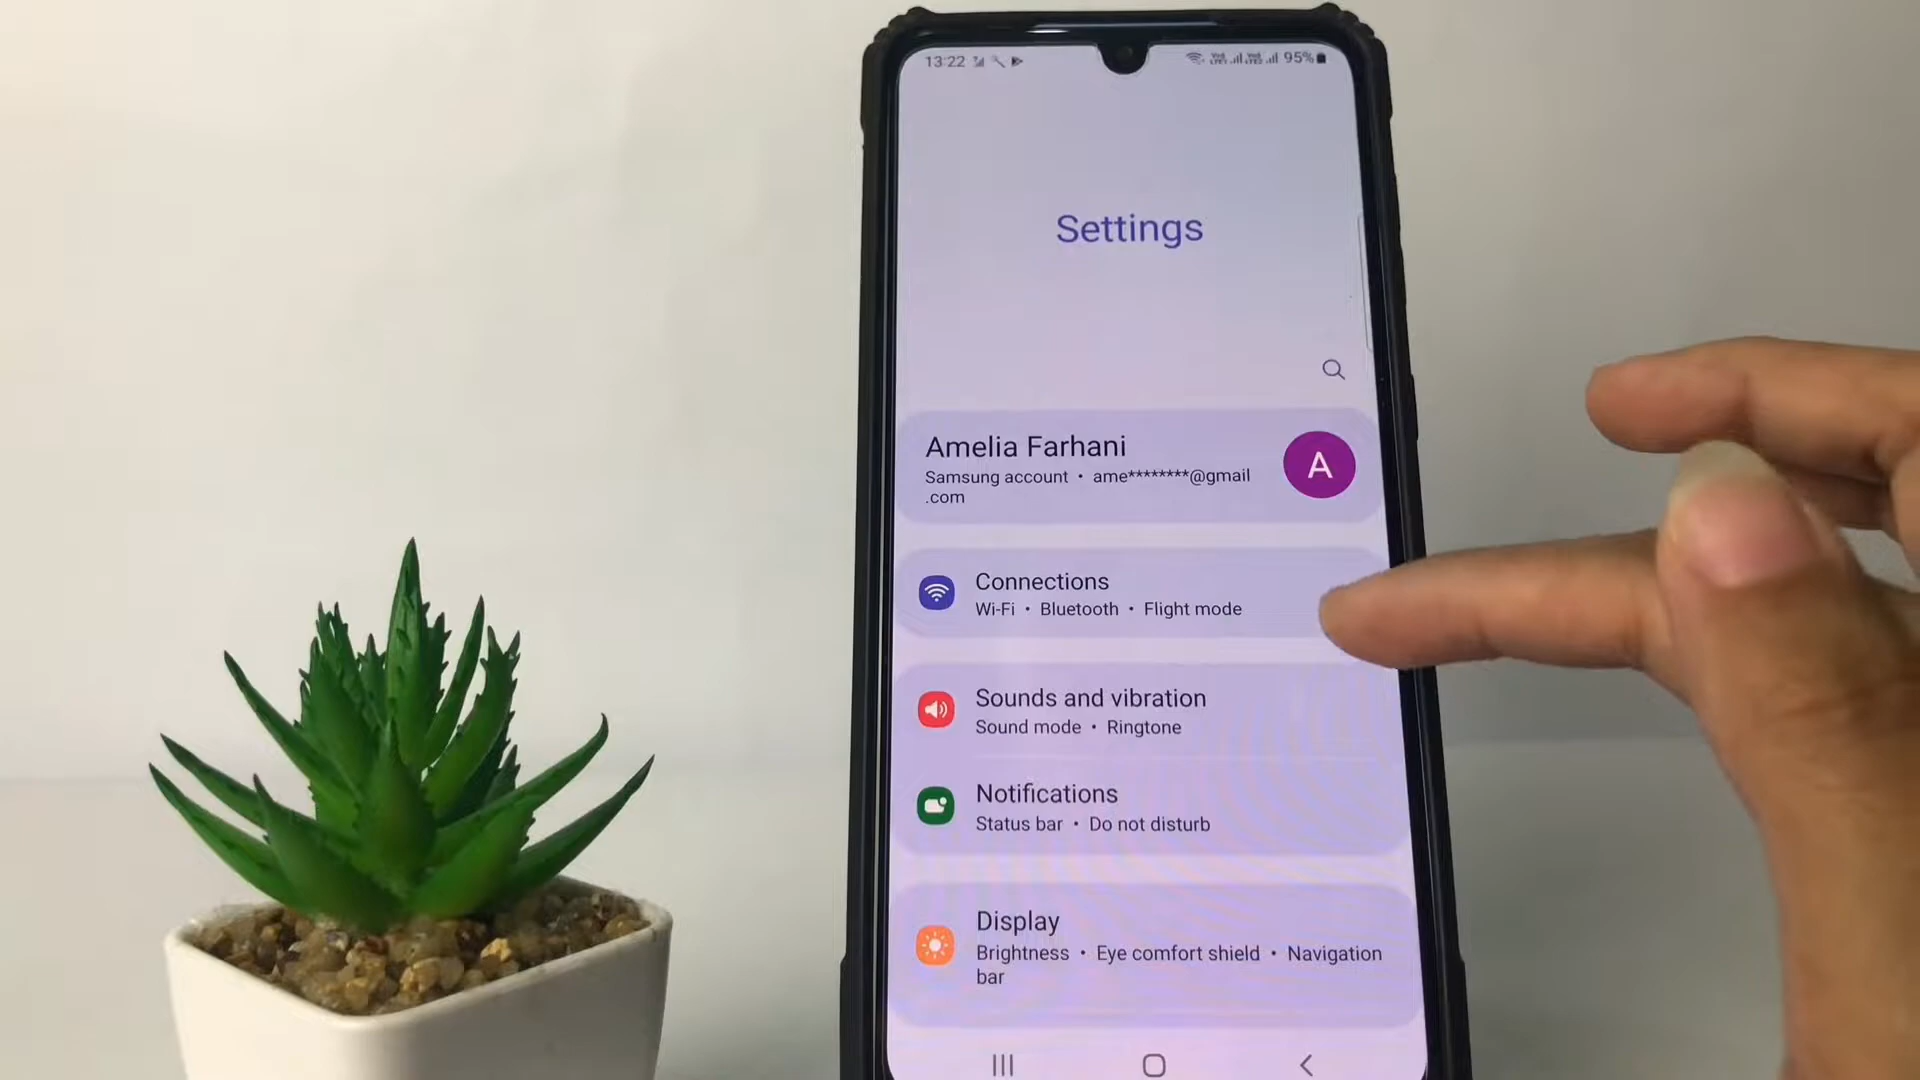 13:22
95%
Settings
Amelia Farhani
Samsung account • ame********@gmail
.com
A
Connections
Wi-Fi • Bluetooth • Flight mode
Sounds and vibration
Sound mode • Ringtone
Notifications
Status bar • Do not disturb
Display
Brightness • Eye comfort shield • Navigation
bar